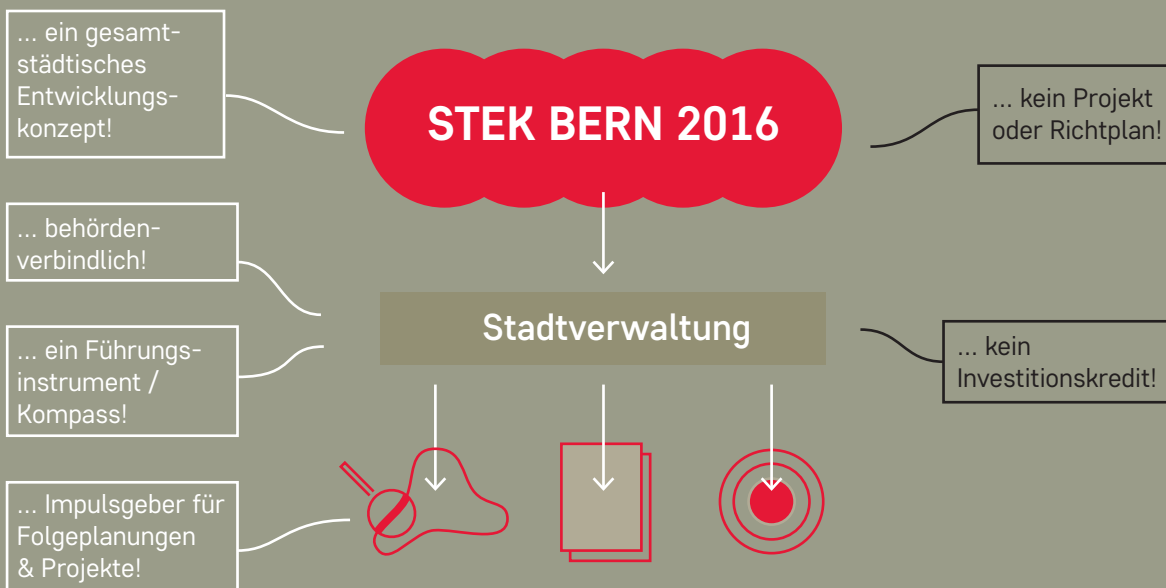 ... ein gesamt-
städtisches
Entwicklungs-
konzept!
STEK BERN 2016
... kein Projekt
oder Richtplan!
... behörden-
verbindlich!
Stadtverwaltung
... ein Führungs-
instrument /
Kompass!
... kein
Investitionskredit!
... Impulsgeber für
Folgeplanungen
& Projekte!